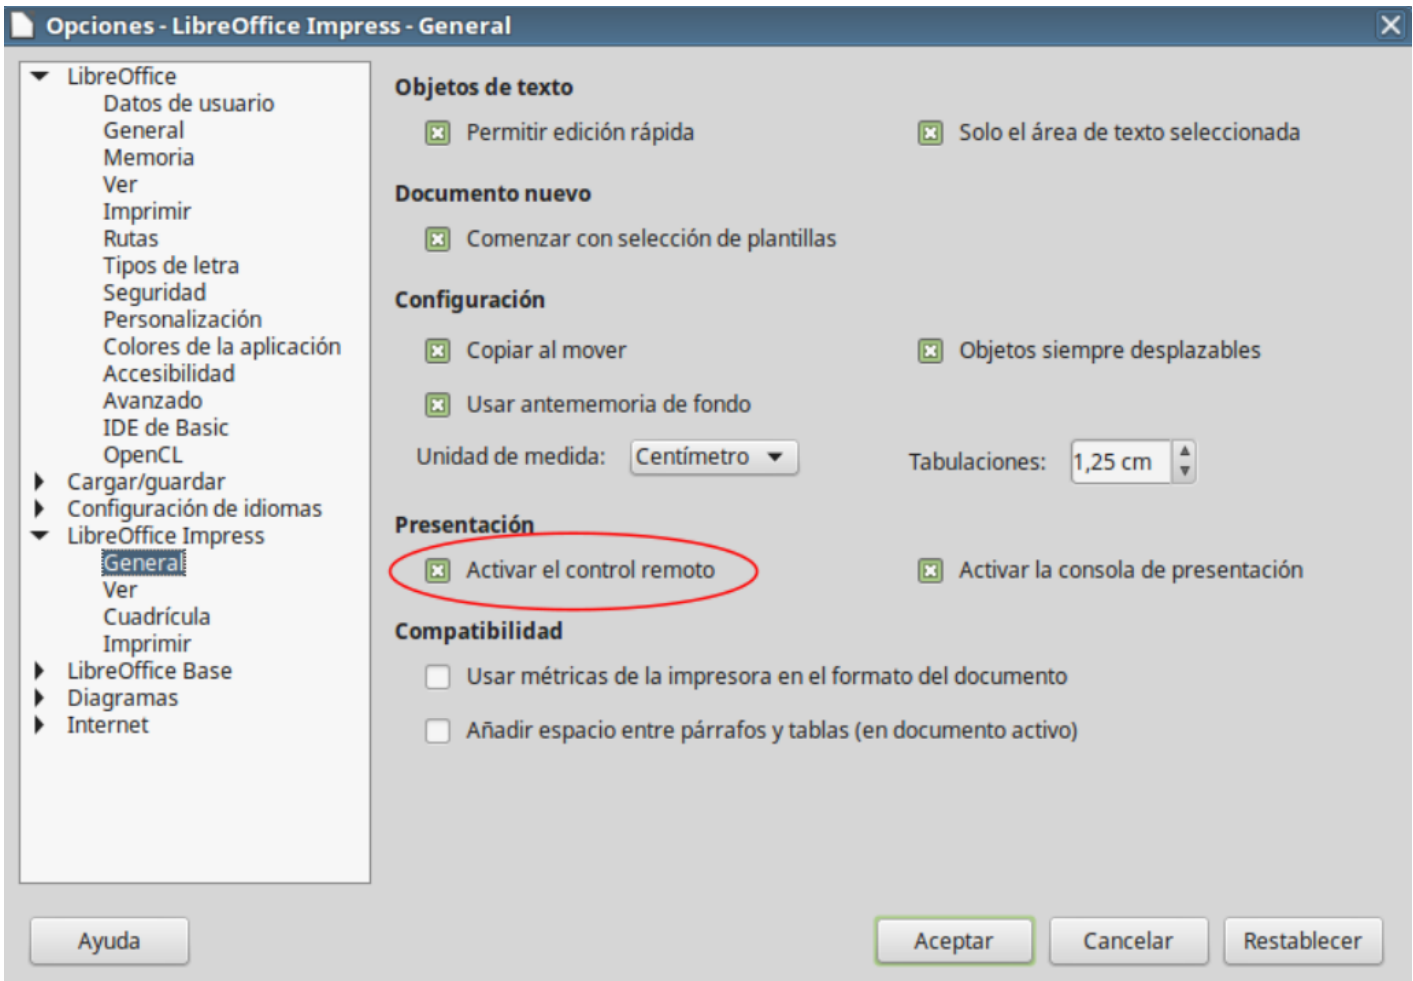 Opciones - LibreOffice Impress - General
LibreOffice
Datos de usuario
General
Memoria
Ver
Imprimir
Rutas
Tipos de letra
Seguridad
Personalización
Colores de la aplicación
Accesibilidad
Avanzado
IDE de Basic
OpenCL
Cargar/guardar
Configuración de idiomas
LibreOffice Impress
General
Ver
Cuadrícula
Imprimir
LibreOffice Base
Diagramas
Internet
Objetos de texto
Permitir edición rápida
Solo el área de texto seleccionada
Documento nuevo
Comenzar con selección de plantillas
Configuración
Copiar al mover
Objetos siempre desplazables
Usar antememoria de fondo
Unidad de medida: Centímetro
Tabulaciones: 1,25 cm
Presentación
Activar el control remoto
Activar la consola de presentación
Compatibilidad
Usar métricas de la impresora en el formato del documento
Añadir espacio entre párrafos y tablas (en documento activo)
Ayuda
Aceptar
Cancelar
Restablecer